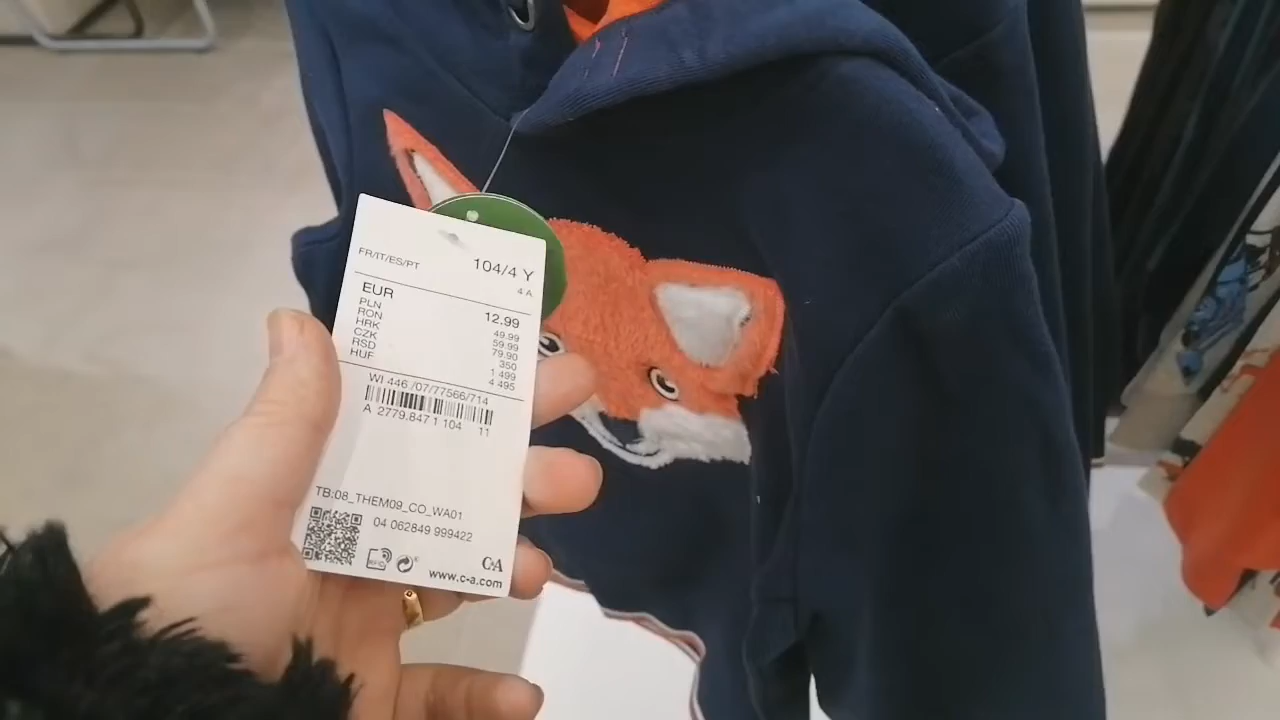 FR/IT/ES/PT 104/4 Y
4 A
EUR 12.99
PLN 49.99
RON 59.99
HRK 79.90
CZK 350
RSD 1 499
HUF 4 495
WI 446 /07/77566/714
A 2779.847 1 104 11
TB:08_THEM09_CO_WA01
04 062849 999422
C&A
www.c-a.com